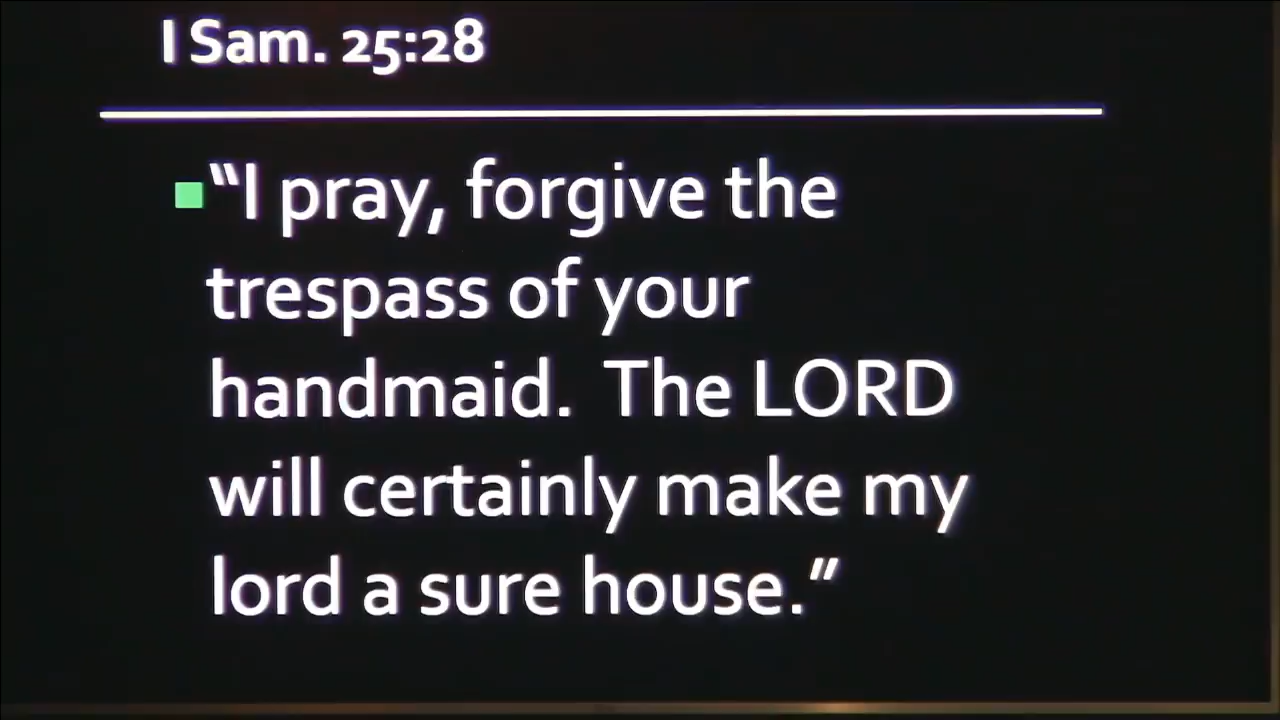 I Sam. 25:28
“I pray, forgive the
trespass of your
handmaid.  The LORD
will certainly make my
lord a sure house.”